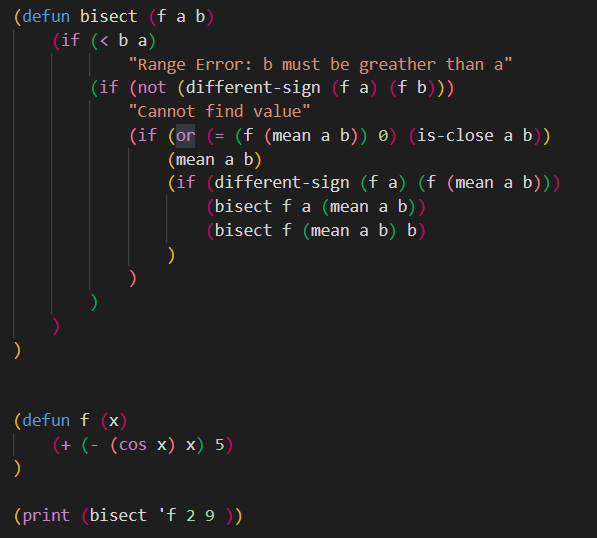 (defun bisect (f a b)
    (if (< b a)
            "Range Error: b must be greather than a"
        (if (not (different-sign (f a) (f b)))
            "Cannot find value"
            (if (or (= (f (mean a b)) 0) (is-close a b))
                (mean a b)
                (if (different-sign (f a) (f (mean a b)))
                    (bisect f a (mean a b))
                    (bisect f (mean a b) b)
                )
            )
        )
    )
)
(defun f (x)
    (+ (- (cos x) x) 5)
)
(print (bisect 'f 2 9 ))